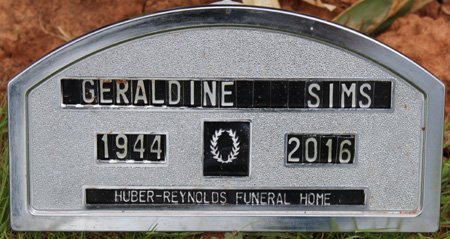 GERALDINE SIMS
1944 2016
HUBER-REYNOLDS FUNERAL HOME